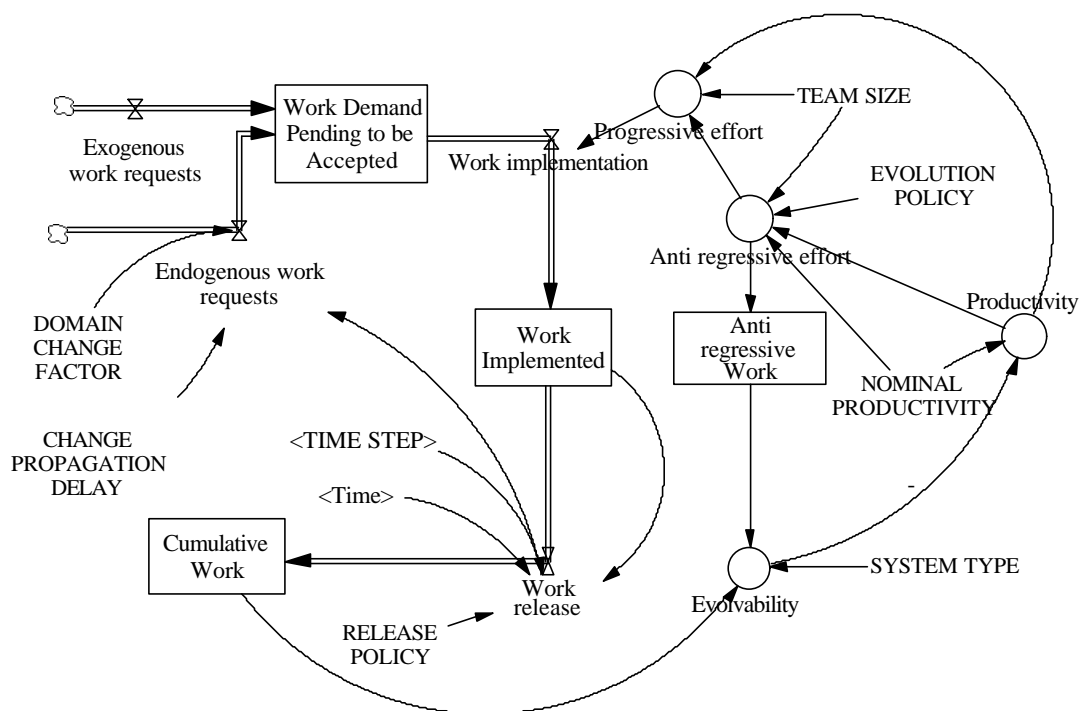 Work Demand
Pending to be
Accepted
Exogenous
work requests
Work implementation
Progressive effort
TEAM SIZE
EVOLUTION
POLICY
Anti regressive effort
Endogenous work
requests
Productivity
DOMAIN
CHANGE
FACTOR
Work
Implemented
Anti
regressive
Work
NOMINAL
PRODUCTIVITY
CHANGE
PROPAGATION
DELAY
<TIME STEP>
<Time>
-
Cumulative
Work
Work
release
RELEASE
POLICY
Evolvability
SYSTEM TYPE